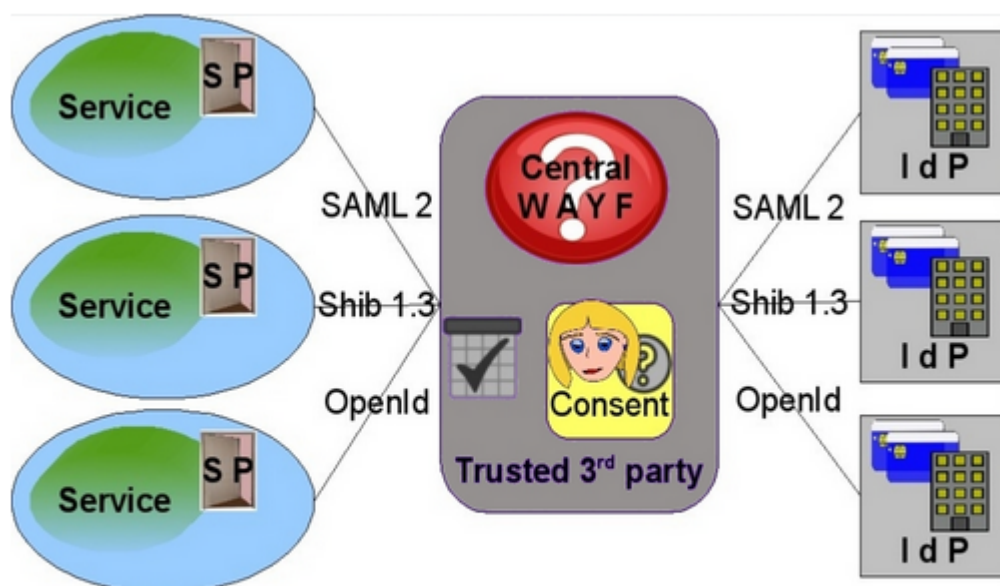 Service
S P
SAML 2
Service
S P
Shib 1.3
OpenId
Service
S P
Central
W A Y F
Consent
Trusted 3rd party
SAML 2
Shib 1.3
OpenId
I d P
I d P
I d P